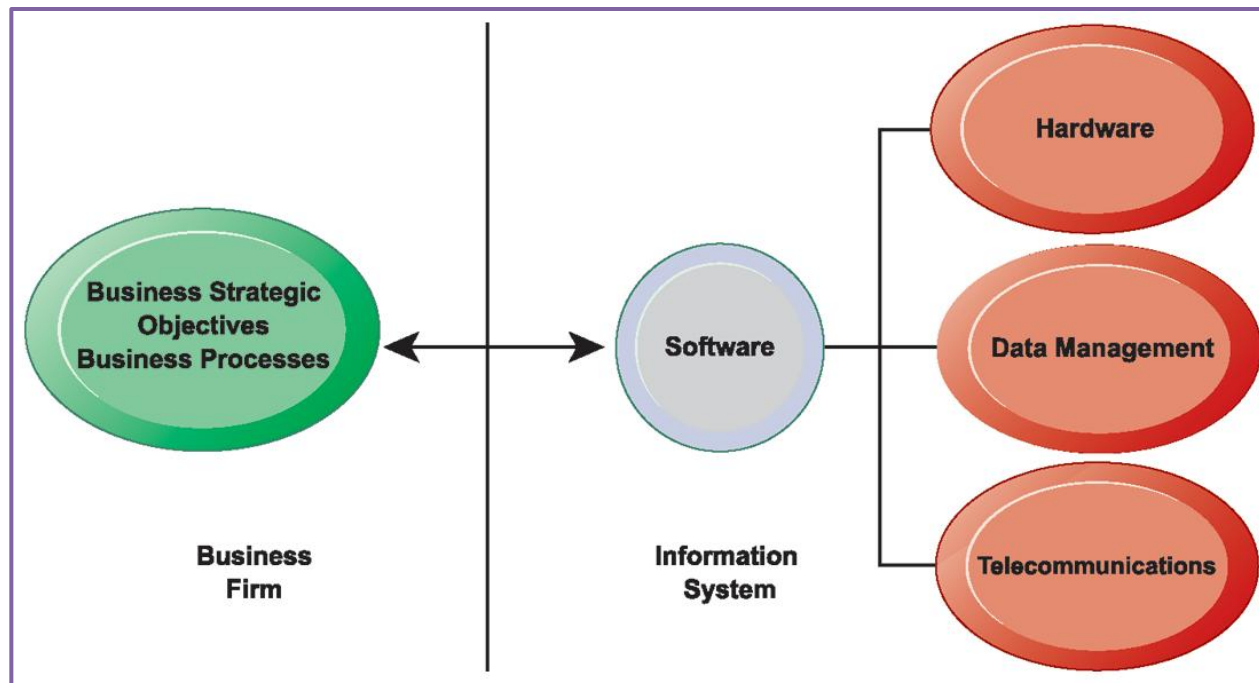 Business Strategic
Objectives
Business Processes
Business
Firm
Software
Information
System
Hardware
Data Management
Telecommunications